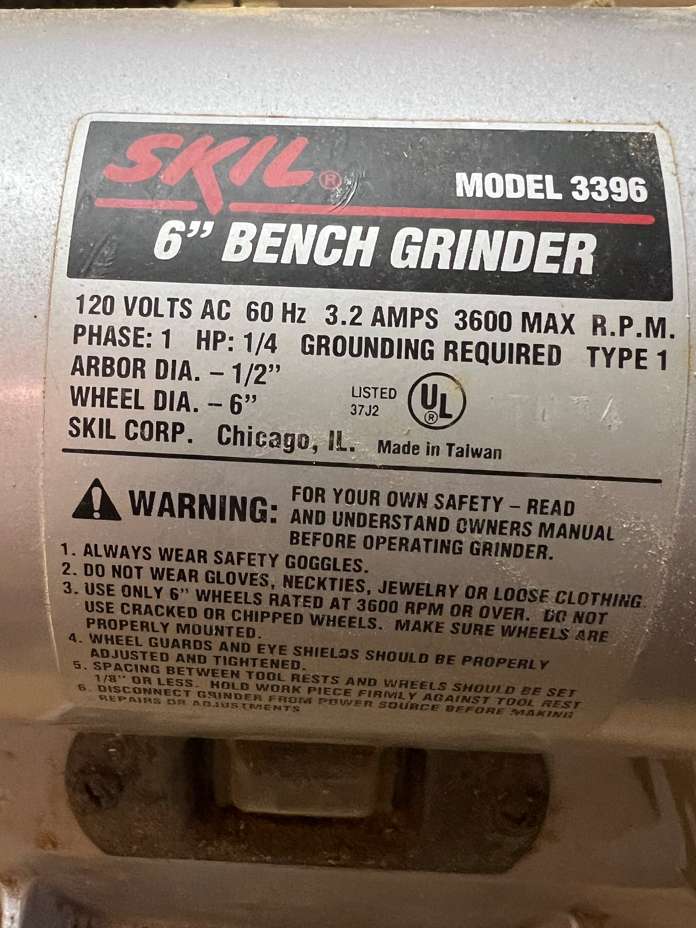 SKIL®
MODEL 3396
6" BENCH GRINDER
120 VOLTS AC 60 Hz 3.2 AMPS 3600 MAX R.P.M.
PHASE: 1 HP: 1/4 GROUNDING REQUIRED TYPE 1
ARBOR DIA. – 1/2"
WHEEL DIA. – 6"
LISTED
37J2
UL®
SKIL CORP. Chicago, IL. Made in Taiwan
WARNING: FOR YOUR OWN SAFETY – READ
AND UNDERSTAND OWNERS MANUAL
BEFORE OPERATING GRINDER.
1. ALWAYS WEAR SAFETY GOGGLES.
2. DO NOT WEAR GLOVES, NECKTIES, JEWELRY OR LOOSE CLOTHING.
3. USE ONLY 6" WHEELS RATED AT 3600 RPM OR OVER. DO NOT
USE CRACKED OR CHIPPED WHEELS. MAKE SURE WHEELS ARE
PROPERLY MOUNTED.
4. WHEEL GUARDS AND EYE SHIELDS SHOULD BE PROPERLY
ADJUSTED AND TIGHTENED.
5. SPACING BETWEEN TOOL RESTS AND WHEELS SHOULD BE SET
1/8" OR LESS. HOLD WORK PIECE FIRMLY AGAINST TOOL REST
6. DISCONNECT GRINDER FROM POWER SOURCE BEFORE MAKING
REPAIRS OR ADJUSTMENTS